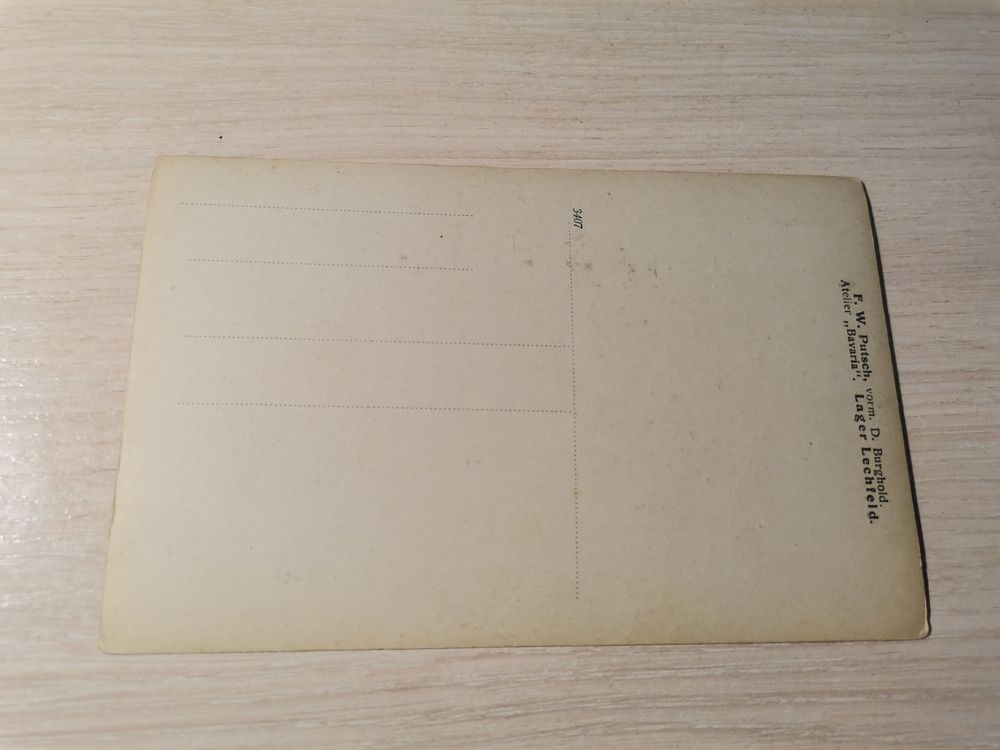 F. W. Putsch, vorm. D. Burghold.
Atelier „Bavaria“. Lager Lechfeld.
3407